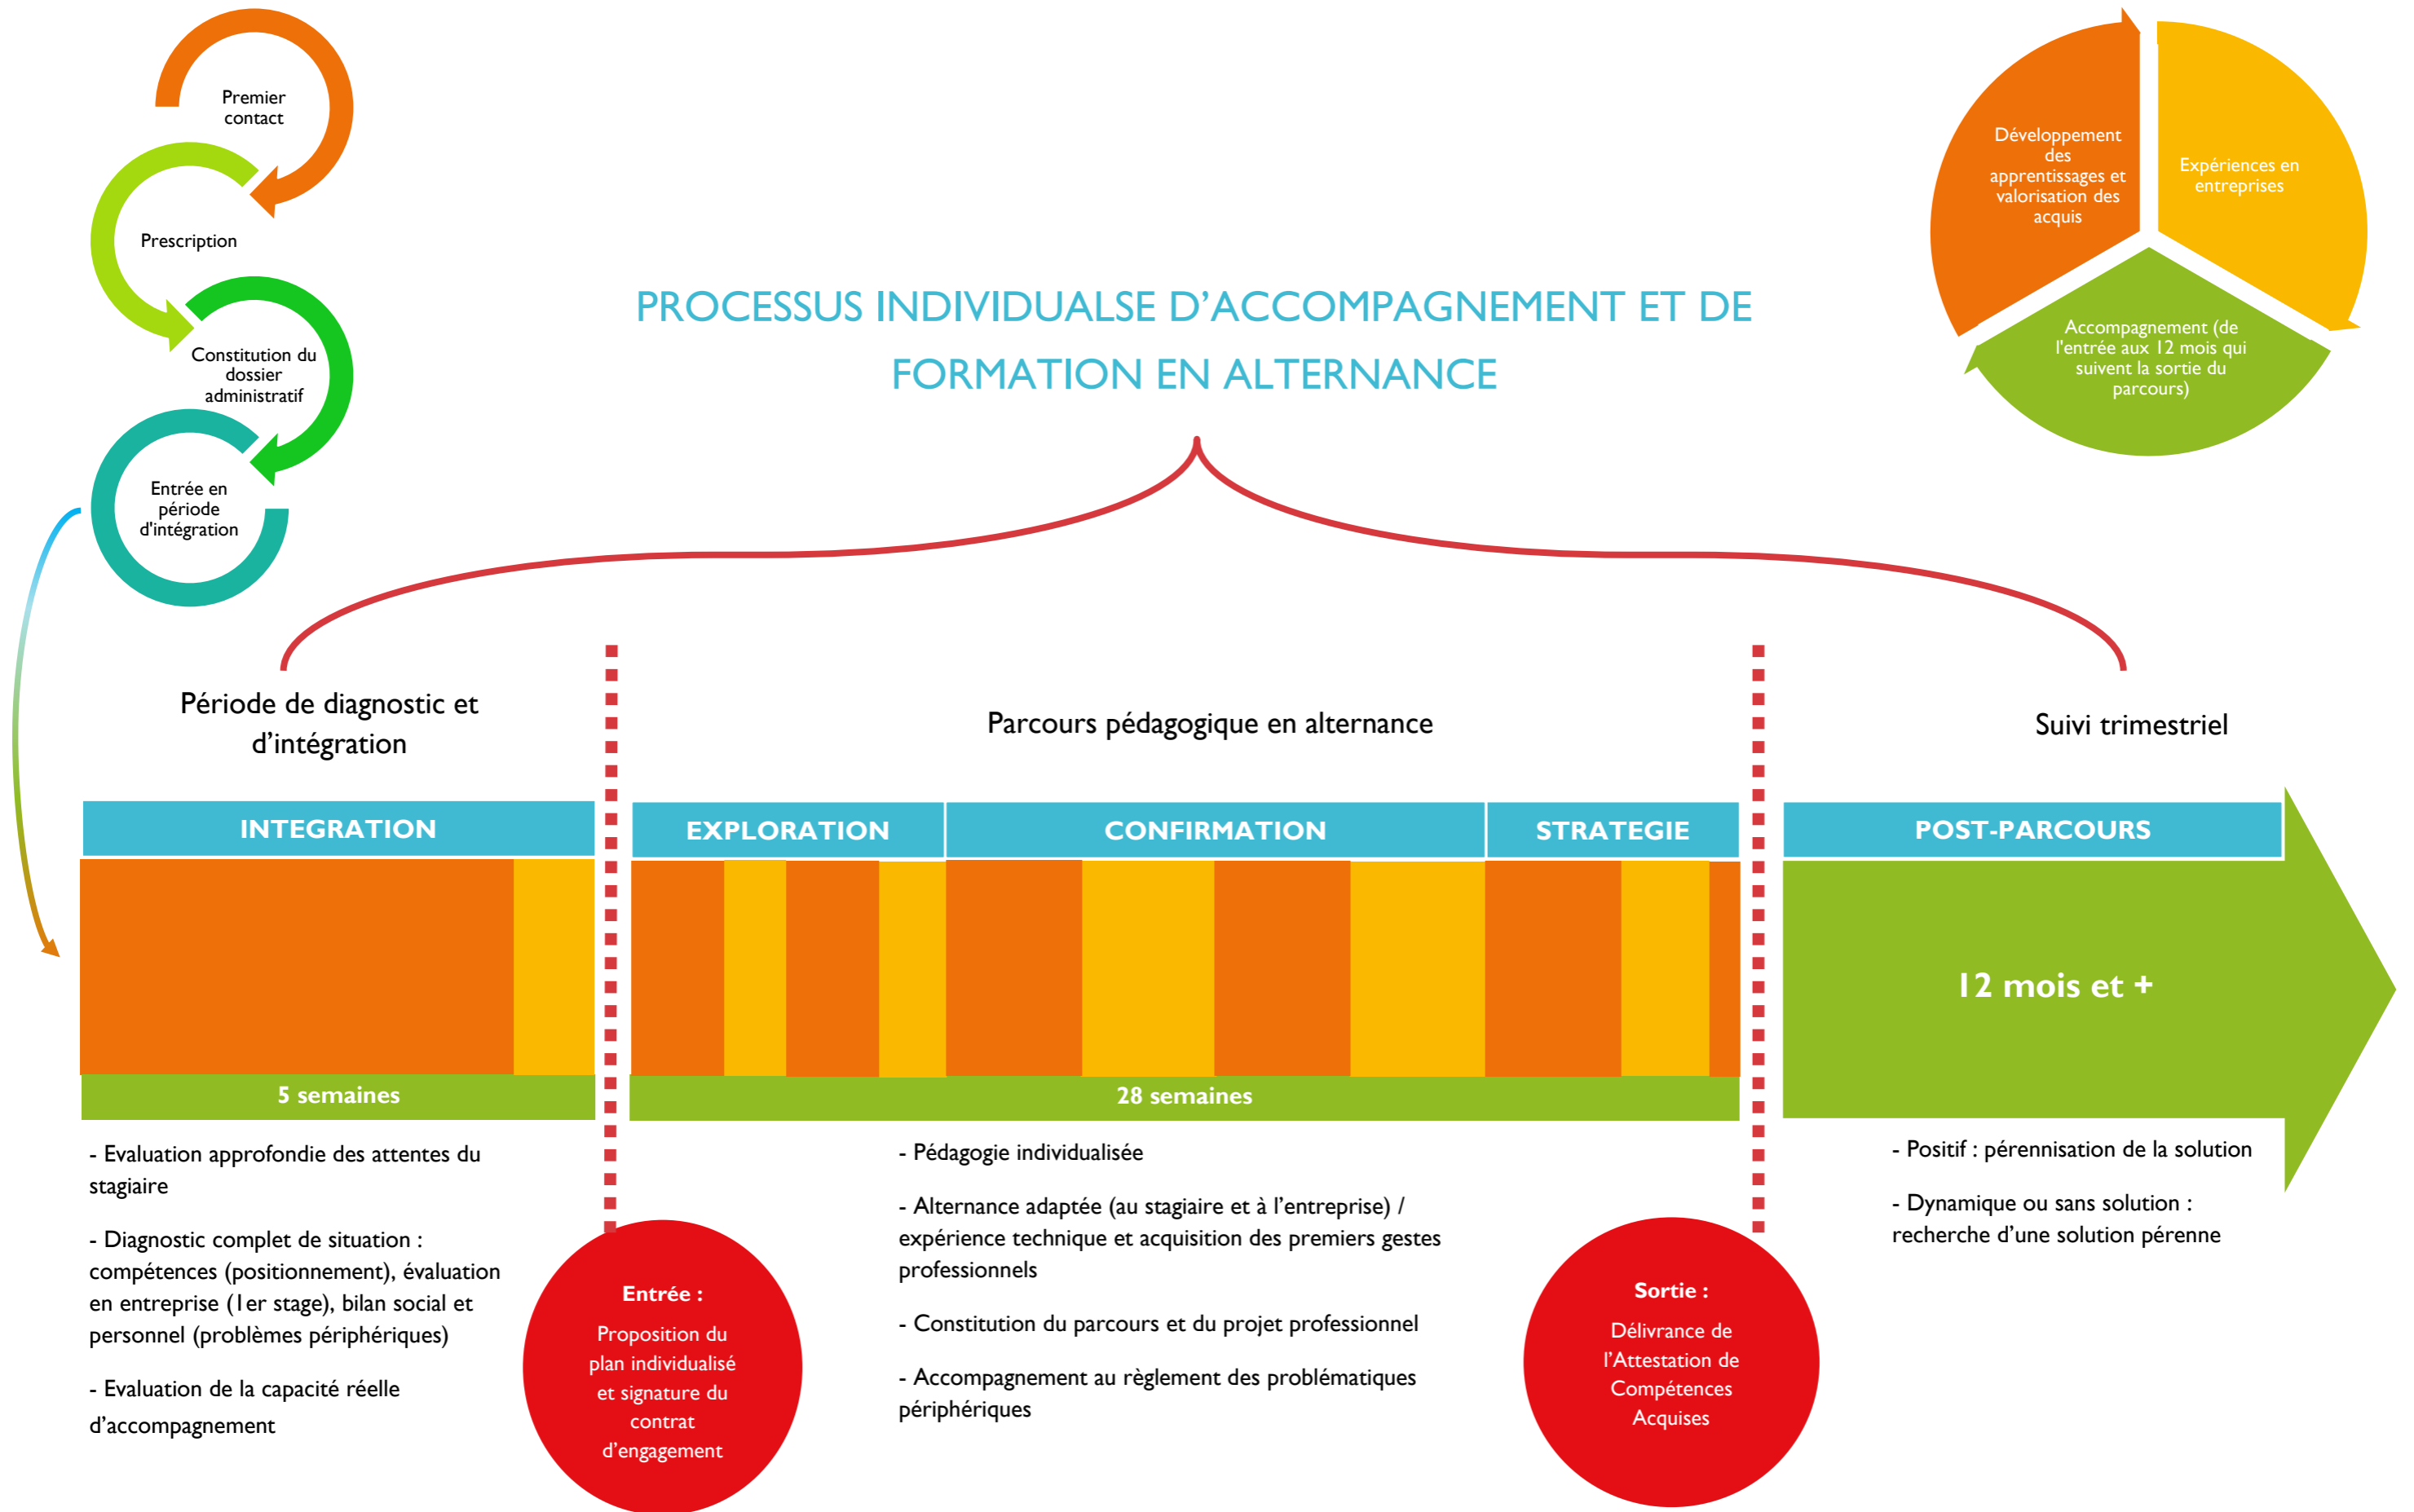 Premier
contact
Prescription
Constitution du
dossier
administratif
Entrée en
période
d'intégration
Développement
des
apprentissages et
valorisation des
acquis
Expériences en
entreprises
Accompagnement (de
l'entrée aux 12 mois qui
suivent la sortie du
parcours)
PROCESSUS INDIVIDUALSE D’ACCOMPAGNEMENT ET DE
FORMATION EN ALTERNANCE
Période de diagnostic et
d’intégration
Parcours pédagogique en alternance
Suivi trimestriel
INTEGRATION
EXPLORATION
CONFIRMATION
STRATEGIE
POST-PARCOURS
12 mois et +
5 semaines
28 semaines
- Evaluation approfondie des attentes du
stagiaire
- Diagnostic complet de situation :
compétences (positionnement), évaluation
en entreprise (1er stage), bilan social et
personnel (problèmes périphériques)
- Evaluation de la capacité réelle
d’accompagnement
Entrée :
Proposition du
plan individualisé
et signature du
contrat
d’engagement
- Pédagogie individualisée
- Alternance adaptée (au stagiaire et à l’entreprise) /
expérience technique et acquisition des premiers gestes
professionnels
- Constitution du parcours et du projet professionnel
- Accompagnement au règlement des problématiques
périphériques
Sortie :
Délivrance de
l’Attestation de
Compétences
Acquises
- Positif : pérennisation de la solution
- Dynamique ou sans solution :
recherche d’une solution pérenne